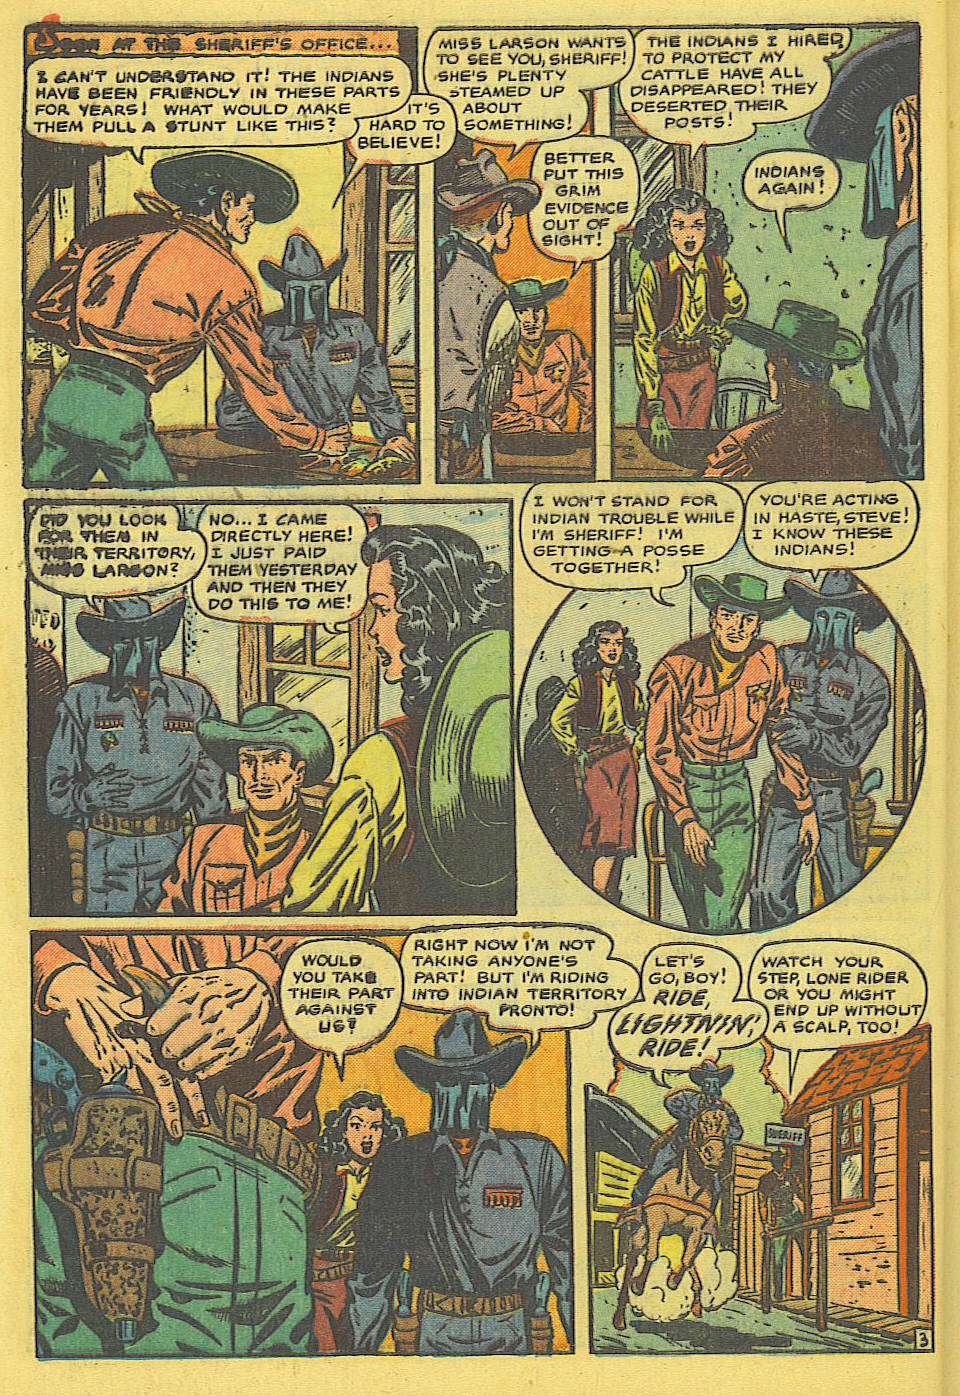 SOON AT THE SHERIFF'S OFFICE...
I CAN'T UNDERSTAND IT! THE INDIANS
HAVE BEEN FRIENDLY IN THESE PARTS
FOR YEARS! WHAT WOULD MAKE
THEM PULL A STUNT LIKE THIS?
IT'S
HARD TO
BELIEVE!
MISS LARSON WANTS
TO SEE YOU, SHERIFF!
SHE'S PLENTY
STEAMED UP
ABOUT
SOMETHING!
BETTER
PUT THIS
GRIM
EVIDENCE
OUT OF
SIGHT!
THE INDIANS I HIRED
TO PROTECT MY
CATTLE HAVE ALL
DISAPPEARED! THEY
DESERTED THEIR
POSTS!
INDIANS
AGAIN!
DID YOU LOOK
FOR THEM IN
THEIR TERRITORY,
MISS LARSON?
NO... I CAME
DIRECTLY HERE!
I JUST PAID
THEM YESTERDAY
AND THEN THEY
DO THIS TO ME!
I WON'T STAND FOR
INDIAN TROUBLE WHILE
I'M SHERIFF! I'M
GETTING A POSSE
TOGETHER!
YOU'RE ACTING
IN HASTE, STEVE!
I KNOW THESE
INDIANS!
WOULD
YOU TAKE
THEIR PART
AGAINST
US?
RIGHT NOW I'M NOT
TAKING ANYONE'S
PART! BUT I'M RIDING
INTO INDIAN TERRITORY
PRONTO!
LET'S
GO, BOY!
RIDE,
LIGHTNIN',
RIDE!
WATCH YOUR
STEP, LONE RIDER
OR YOU MIGHT
END UP WITHOUT
A SCALP, TOO!
SHERIFF
3